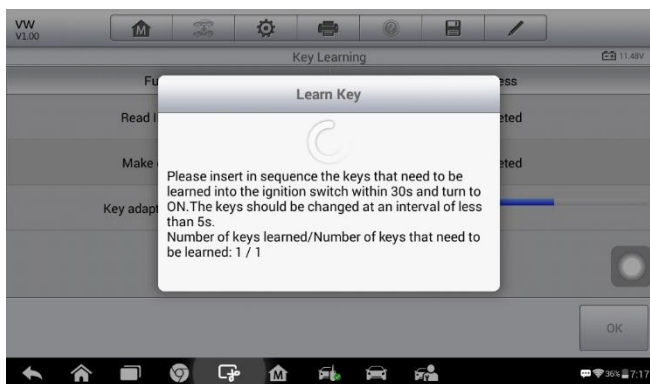 VW
V1.00
Key Learning
11.48V
Learn Key
Read
Make
Key adapt
Please insert in sequence the keys that need to be
learned into the ignition switch within 30s and turn to
ON.The keys should be changed at an interval of less
than 5s.
Number of keys learned/Number of keys that need to
be learned: 1 / 1
OK
36%
7:17